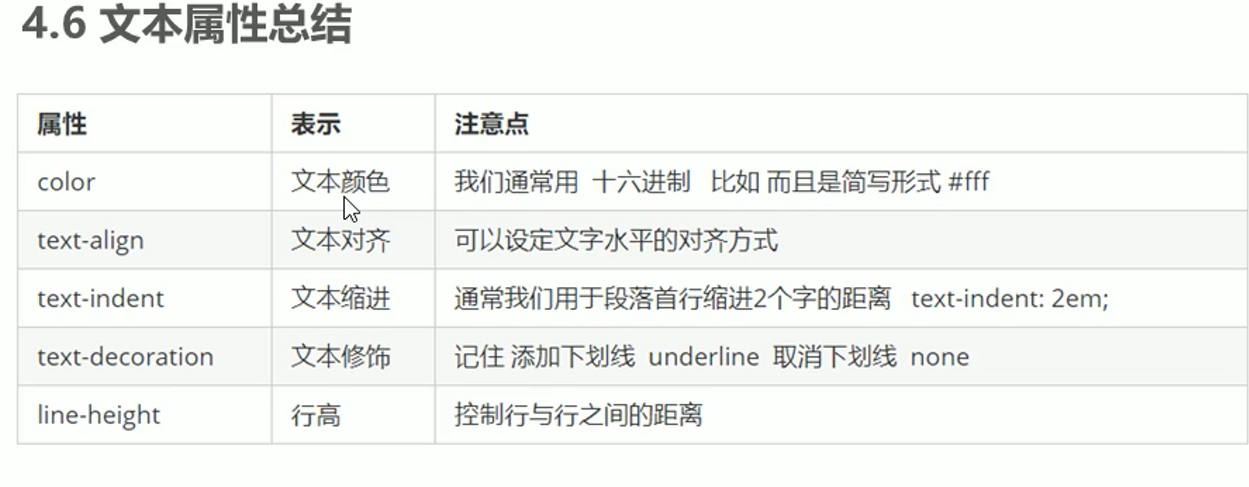 4.6 文本属性总结
属性 表示 注意点
color 文本颜色 我们通常用 十六进制 比如 而且是简写形式 #fff
text-align 文本对齐 可以设定文字水平的对齐方式
text-indent 文本缩进 通常我们用于段落首行缩进2个字的距离 text-indent: 2em;
text-decoration 文本修饰 记住 添加下划线 underline 取消下划线 none
line-height 行高 控制行与行之间的距离